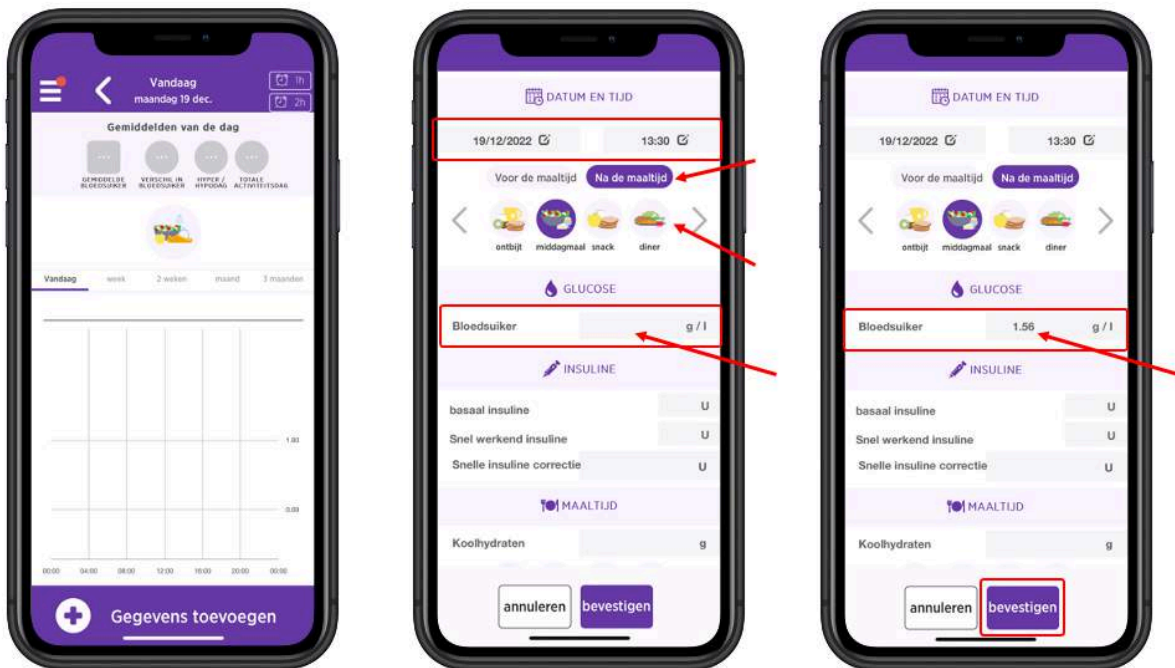 Vandaag
maandag 19 dec.
1h
2h
Gemiddelden van de dag
GEMIDDELDE BLOEDSUIKER
VERSCHIL IN BLOEDSUIKER
HYPER / HYPODAG
TOTALE ACTIVITEITSDAG
Vandaag week 2 weken maand 3 maanden
1.80
00:00 04:00 08:00 12:00 16:00 20:00 00:00
Gegevens toevoegen
DATUM EN TIJD
19/12/2022 13:30
Voor de maaltijd Na de maaltijd
ontbijt middagmaal snack diner
GLUCOSE
Bloedsuiker g / l
INSULINE
basaal insuline U
Snel werkend insuline U
Snelle insuline correctie U
MAALTIJD
Koolhydraten g
annuleren bevestigen
DATUM EN TIJD
19/12/2022 13:30
Voor de maaltijd Na de maaltijd
ontbijt middagmaal snack diner
GLUCOSE
Bloedsuiker 1.56 g / l
INSULINE
basaal insuline U
Snel werkend insuline U
Snelle insuline correctie U
MAALTIJD
Koolhydraten g
annuleren bevestigen